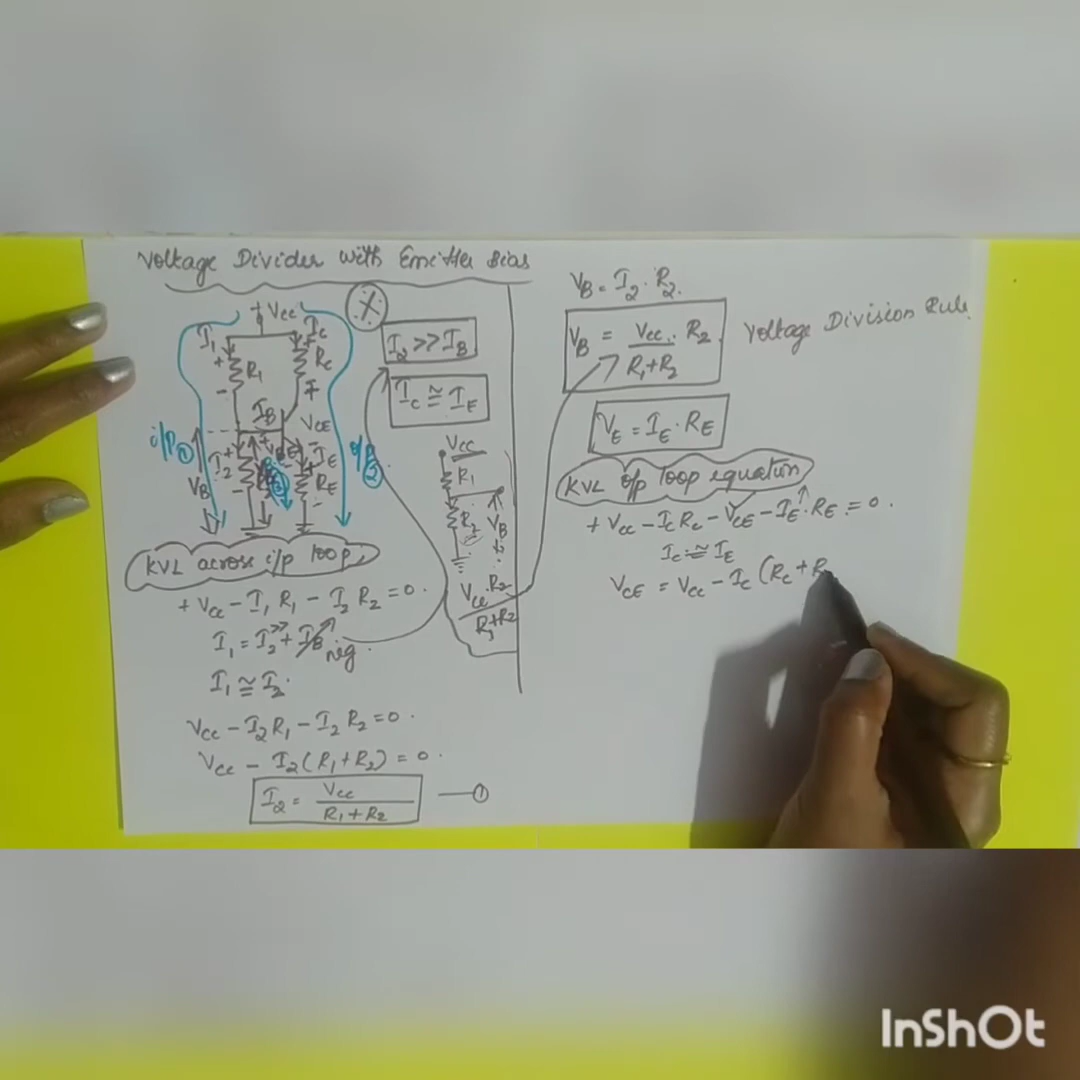 Voltage Divider with Emitter Bias
+ Vcc
I1
Ic
+
R1
-
+
Rc
IB
VCE
i/p ①
o/p ②
+
I2
IE
RE
VB
KVL across i/p loop,
+ Vcc - I1 R1 - I2 R2 = 0.
I1 = I2 >> + IB neg.
I1 ≅ I2.
Vcc - I2R1 - I2 R2 = 0.
Vcc - I2 (R1 + R2) = 0.
I2 = Vcc / R1 + R2 — ①
X
I2 >> IB
Ic ≅ IE
Vcc
R1
R2
VB
Vcc . R2 / R1+R2
VB = I2 . R2.
VB = Vcc . R2 / R1+R2 Voltage Division Rule
VE = IE . RE
KVL o/p loop equation
+ Vcc - Ic Rc - VCE - IE . RE = 0.
Ic ≅ IE
VCE = Vcc - Ic (Rc + R
InShOt